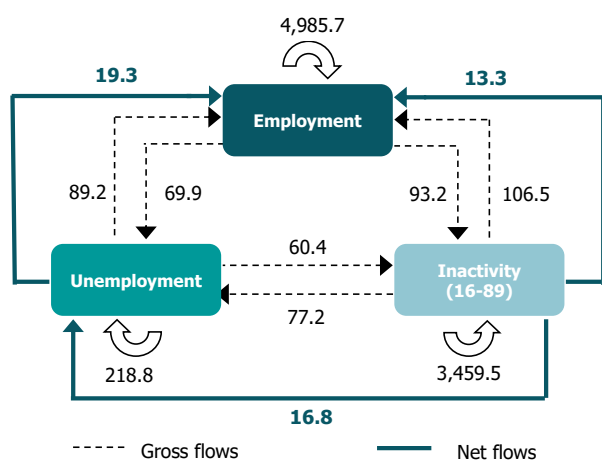 4,985.7
19.3
13.3
Employment
89.2
69.9
93.2
106.5
60.4
Unemployment
Inactivity
(16-89)
77.2
218.8
3,459.5
16.8
Gross flows
Net flows